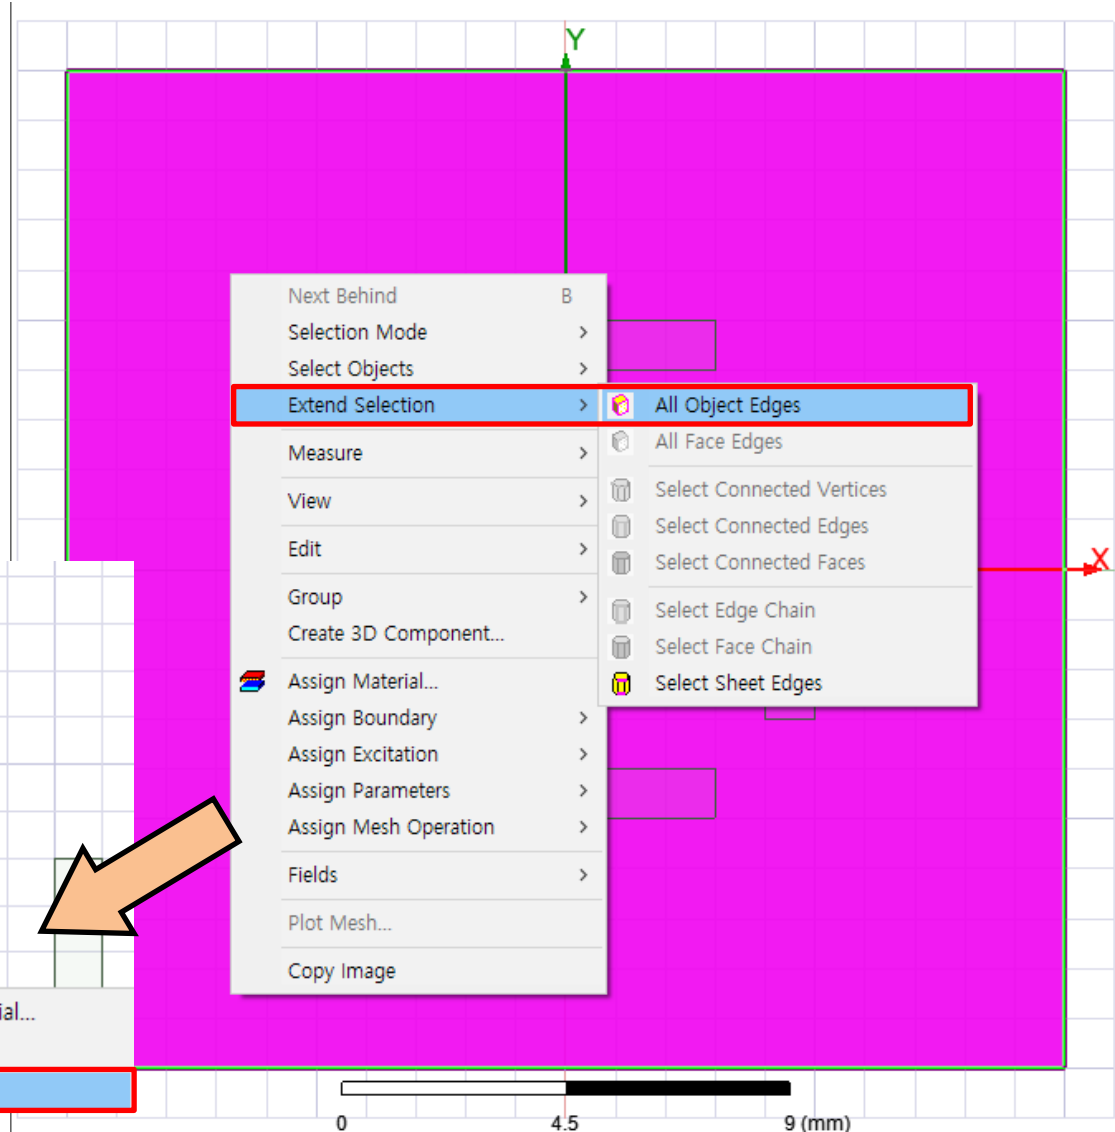 Y
Next Behind B
Selection Mode >
Select Objects >
Extend Selection >
Measure >
View >
Edit >
Group >
Create 3D Component...
Assign Material...
Assign Boundary >
Assign Excitation >
Assign Parameters >
Assign Mesh Operation >
Fields >
Plot Mesh...
Copy Image
All Object Edges
All Face Edges
Select Connected Vertices
Select Connected Edges
Select Connected Faces
Select Edge Chain
Select Face Chain
Select Sheet Edges
X
ial...
0 4.5 9 (mm)